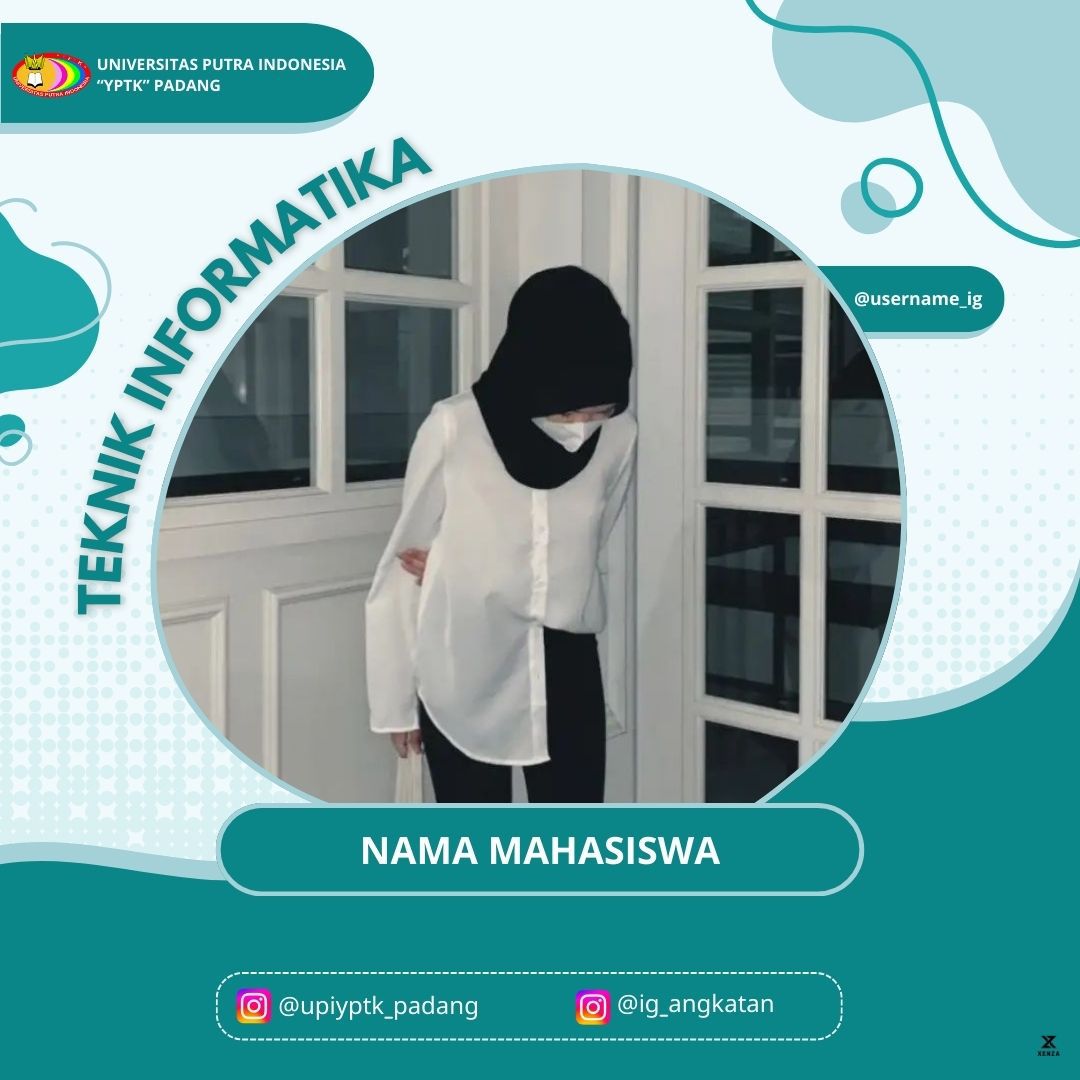 UNIVERSITAS PUTRA INDONESIA
“YPTK” PADANG
TEKNIK INFORMATIKA
@username_ig
NAMA MAHASISWA
@upiyptk_padang
@ig_angkatan
XENZA